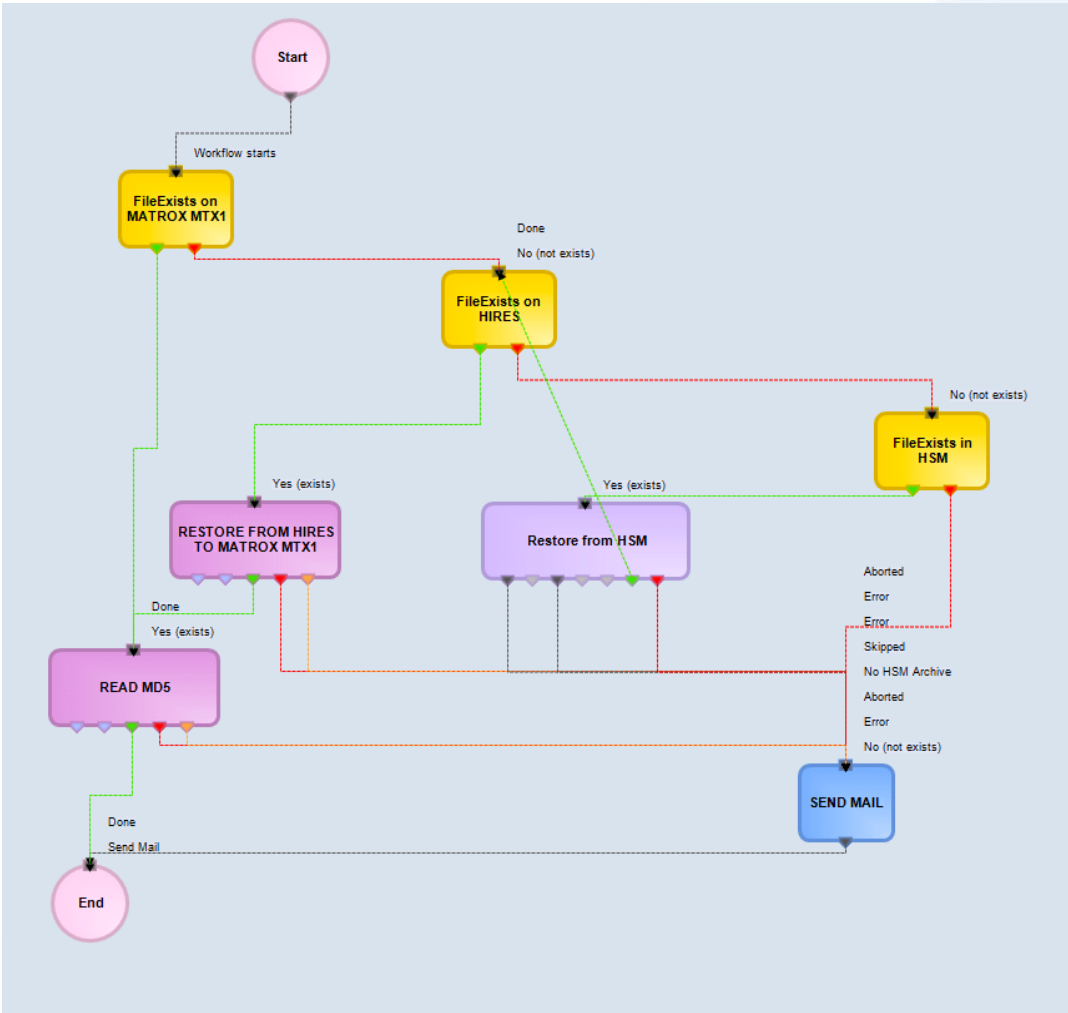 Start
Workflow starts
FileExists on
MATROX MTX1
Done
No (not exists)
FileExists on
HIRES
No (not exists)
FileExists in
HSM
Yes (exists)
RESTORE FROM HIRES
TO MATROX MTX1
Yes (exists)
Restore from HSM
Done
Yes (exists)
READ MD5
Aborted
Error
Error
Skipped
No HSM Archive
Aborted
Error
No (not exists)
SEND MAIL
Done
Send Mail
End